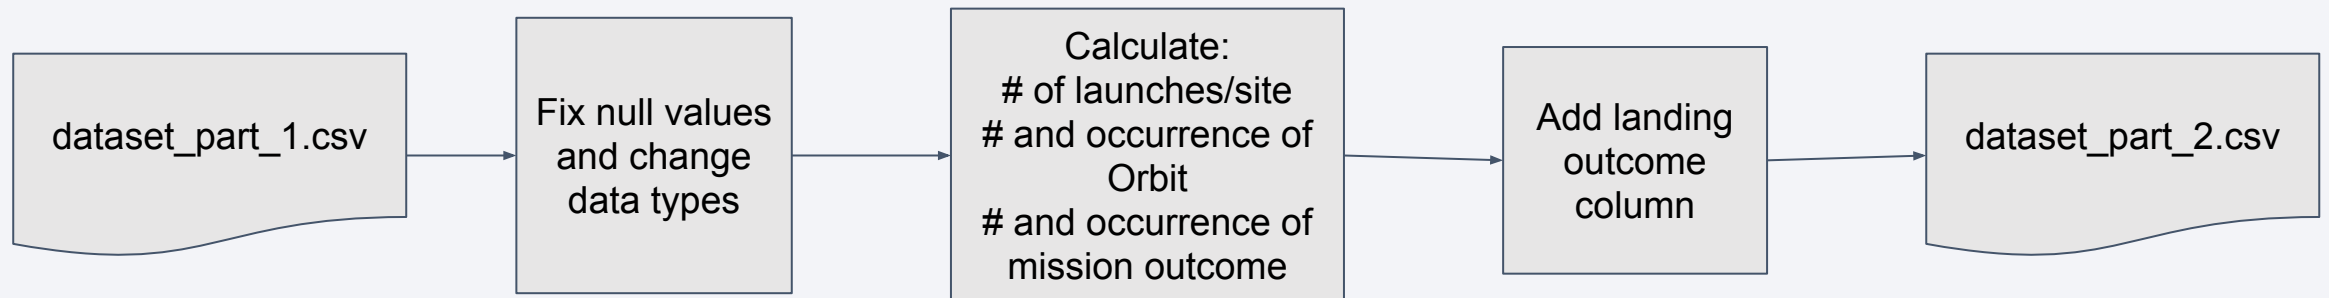 dataset_part_1.csv
Fix null values
and change
data types
Calculate:
# of launches/site
# and occurrence of
Orbit
# and occurrence of
mission outcome
Add landing
outcome
column
dataset_part_2.csv